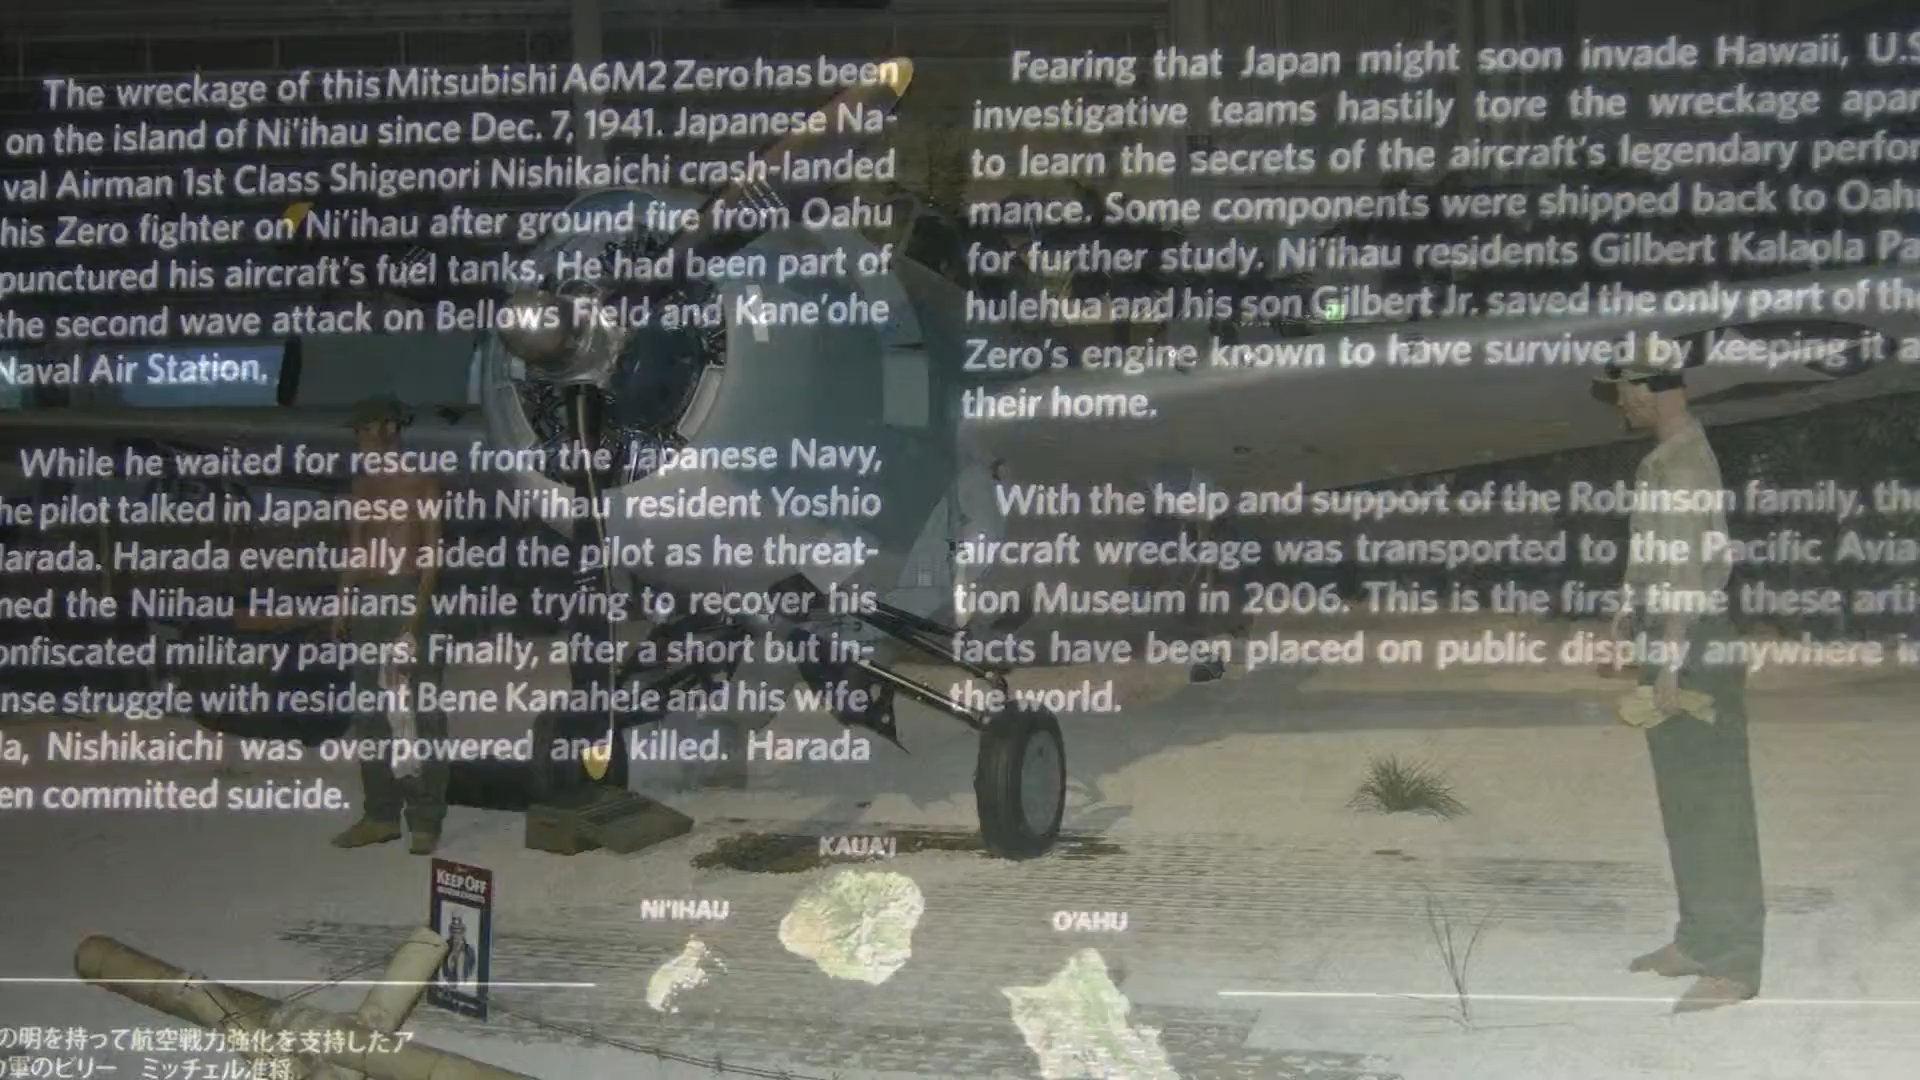 The wreckage of this Mitsubishi A6M2 Zero has been
on the island of Ni'ihau since Dec. 7, 1941. Japanese Na-
val Airman 1st Class Shigenori Nishikaichi crash-landed
his Zero fighter on Ni'ihau after ground fire from Oahu
punctured his aircraft's fuel tanks. He had been part of
the second wave attack on Bellows Field and Kane'ohe
Naval Air Station.
While he waited for rescue from the Japanese Navy,
he pilot talked in Japanese with Ni'ihau resident Yoshio
arada. Harada eventually aided the pilot as he threat-
ned the Niihau Hawaiians while trying to recover his
onfiscated military papers. Finally, after a short but in-
nse struggle with resident Bene Kanahele and his wife
la, Nishikaichi was overpowered and killed. Harada
en committed suicide.
Fearing that Japan might soon invade Hawaii, U.S
investigative teams hastily tore the wreckage apar
to learn the secrets of the aircraft's legendary perfor
mance. Some components were shipped back to Oahu
for further study. Ni'ihau residents Gilbert Kalaola Pa
hulehua and his son Gilbert Jr. saved the only part of the
Zero's engine known to have survived by keeping it a
their home.
With the help and support of the Robinson family, the
aircraft wreckage was transported to the Pacific Avia-
tion Museum in 2006. This is the first time these arti-
facts have been placed on public display anywhere in
the world.
KAUA'I
NI'IHAU
O'AHU
KEEP OFF
の明を持って航空戦力強化を支持したア
軍のビリー ミッチェル准将